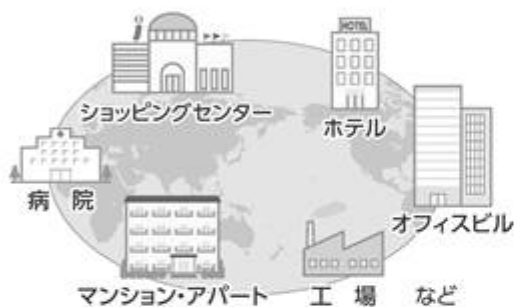 HOTEL
ショッピングセンター
ホテル
病 院
オフィスビル
マンション・アパート
工 場 など